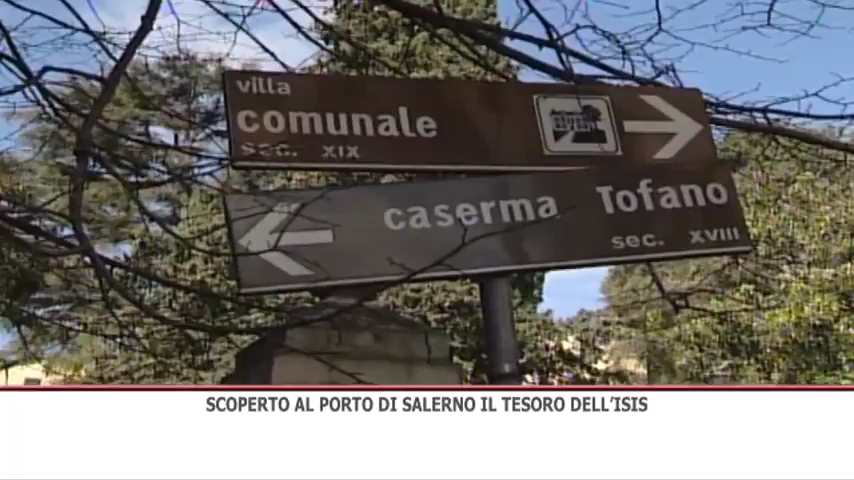 villa
comunale
sec. XIX
caserma Tofano
sec. XVIII
SCOPERTO AL PORTO DI SALERNO IL TESORO DELL'ISIS